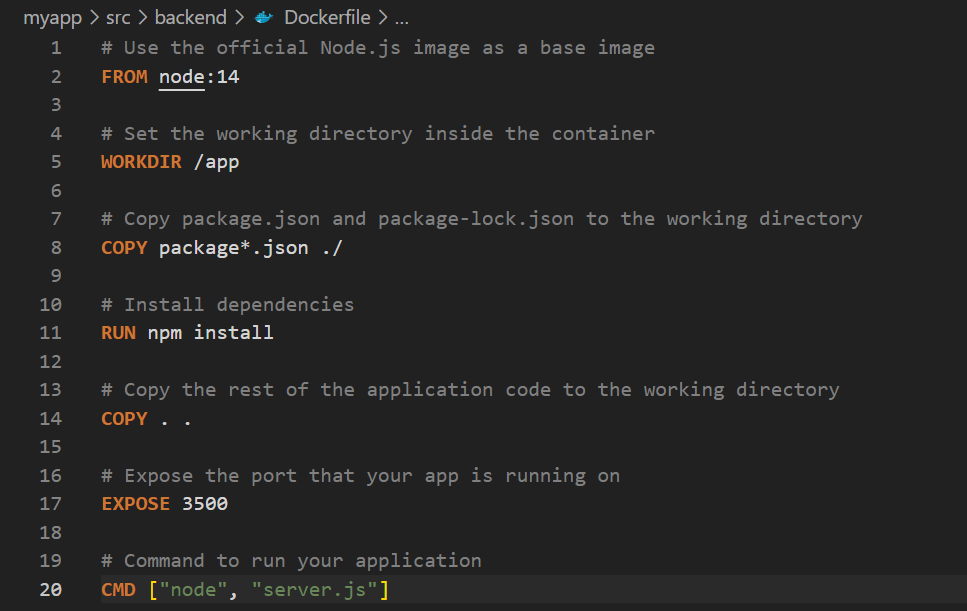 myapp > src > backend > Dockerfile > ...
1 # Use the official Node.js image as a base image
2 FROM node:14
3
4 # Set the working directory inside the container
5 WORKDIR /app
6
7 # Copy package.json and package-lock.json to the working directory
8 COPY package*.json ./
9
10 # Install dependencies
11 RUN npm install
12
13 # Copy the rest of the application code to the working directory
14 COPY . .
15
16 # Expose the port that your app is running on
17 EXPOSE 3500
18
19 # Command to run your application
20 CMD ["node", "server.js"]